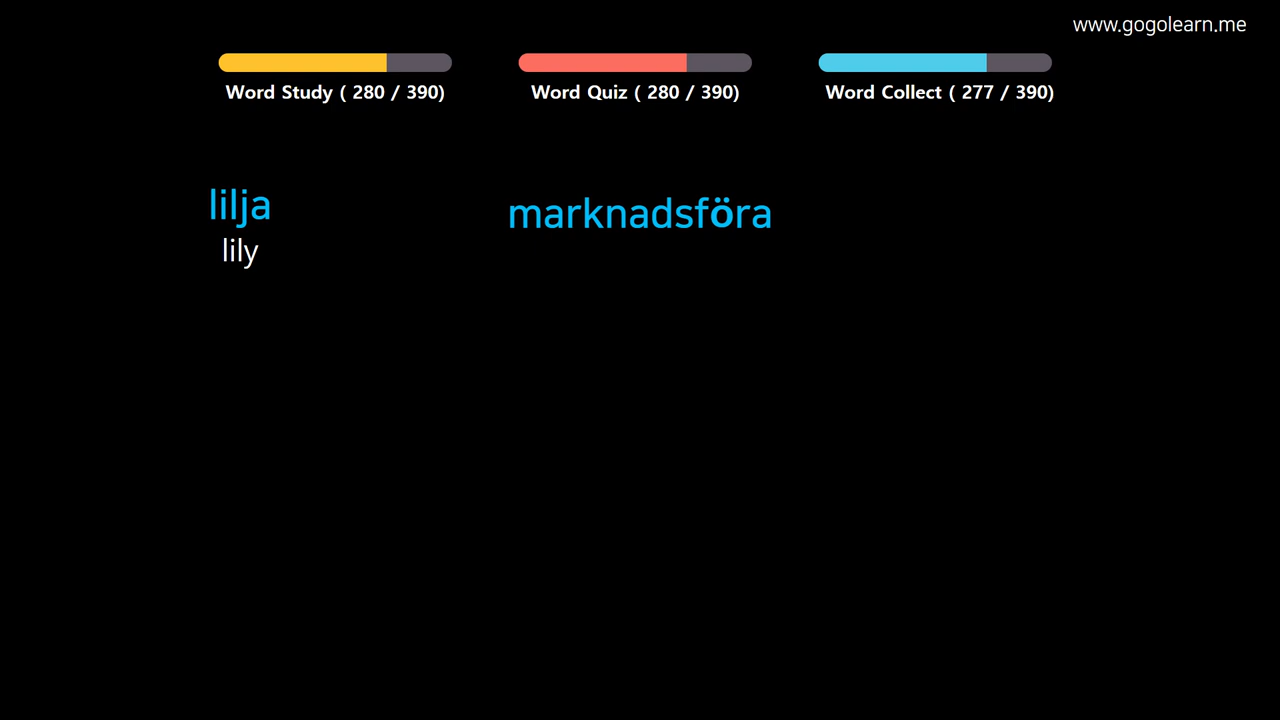 www.gogolearn.me
Word Study ( 280 / 390)
Word Quiz ( 280 / 390)
Word Collect ( 277 / 390)
lilja
lily
marknadsföra